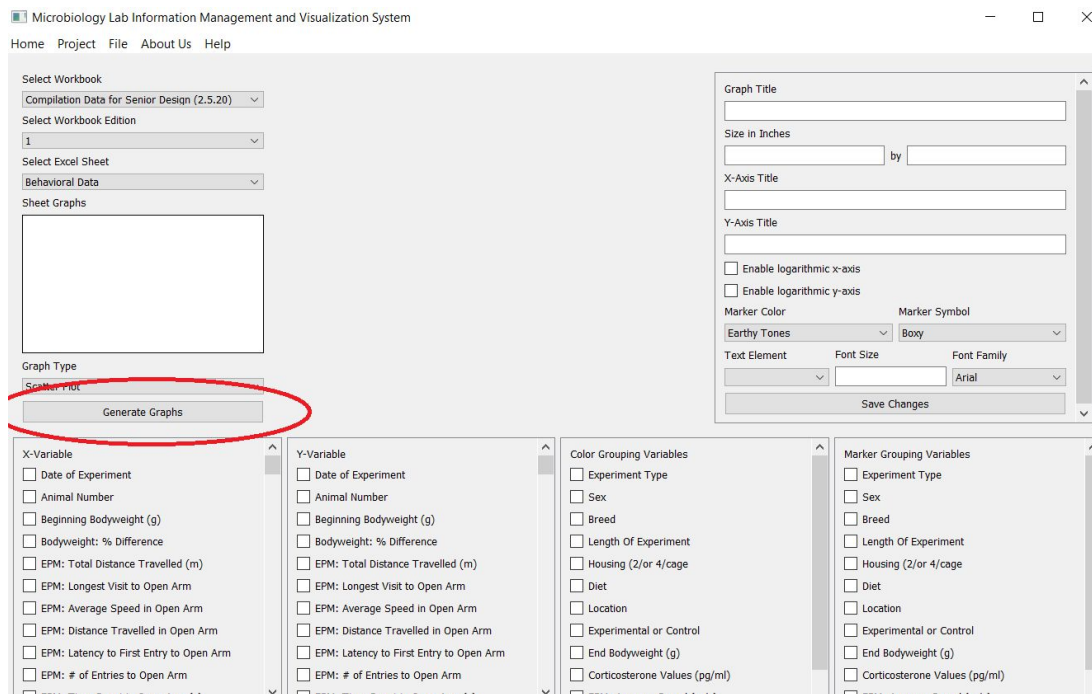 Microbiology Lab Information Management and Visualization System
Home Project File About Us Help
Select Workbook
Compilation Data for Senior Design (2.5.20)
Select Workbook Edition
1
Select Excel Sheet
Behavioral Data
Sheet Graphs
Graph Type
Scatter Plot
Generate Graphs
Graph Title
Size in Inches
by
X-Axis Title
Y-Axis Title
Enable logarithmic x-axis
Enable logarithmic y-axis
Marker Color Marker Symbol
Earthy Tones Boxy
Text Element Font Size Font Family
Arial
Save Changes
X-Variable
Date of Experiment
Animal Number
Beginning Bodyweight (g)
Bodyweight: % Difference
EPM: Total Distance Travelled (m)
EPM: Longest Visit to Open Arm
EPM: Average Speed in Open Arm
EPM: Distance Travelled in Open Arm
EPM: Latency to First Entry to Open Arm
EPM: # of Entries to Open Arm
Y-Variable
Date of Experiment
Animal Number
Beginning Bodyweight (g)
Bodyweight: % Difference
EPM: Total Distance Travelled (m)
EPM: Longest Visit to Open Arm
EPM: Average Speed in Open Arm
EPM: Distance Travelled in Open Arm
EPM: Latency to First Entry to Open Arm
EPM: # of Entries to Open Arm
Color Grouping Variables
Experiment Type
Sex
Breed
Length Of Experiment
Housing (2/or 4/cage
Diet
Location
Experimental or Control
End Bodyweight (g)
Corticosterone Values (pg/ml)
Marker Grouping Variables
Experiment Type
Sex
Breed
Length Of Experiment
Housing (2/or 4/cage
Diet
Location
Experimental or Control
End Bodyweight (g)
Corticosterone Values (pg/ml)